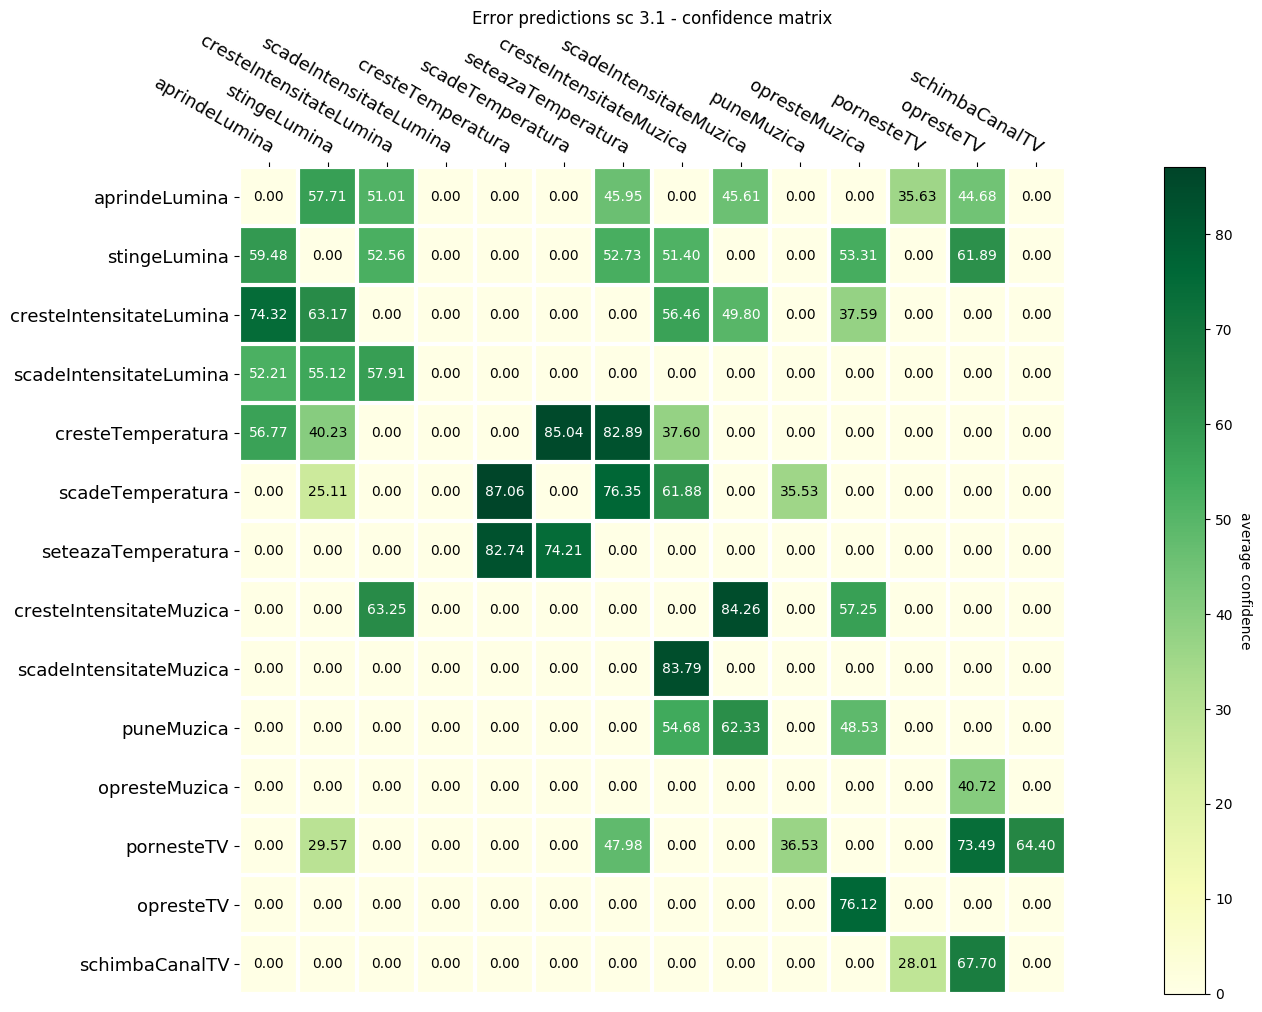 Error predictions sc 3.1 - confidence matrix
aprindeLumina
stingeLumina
cresteIntensitateLumina
scadeIntensitateLumina
cresteTemperatura
scadeTemperatura
seteazaTemperatura
cresteIntensitateMuzica
scadeIntensitateMuzica
puneMuzica
opresteMuzica
pornesteTV
opresteTV
schimbaCanalTV
aprindeLumina 0.00 57.71 51.01 0.00 0.00 0.00 45.95 0.00 45.61 0.00 0.00 35.63 44.68 0.00
stingeLumina 59.48 0.00 52.56 0.00 0.00 0.00 52.73 51.40 0.00 0.00 53.31 0.00 61.89 0.00
cresteIntensitateLumina 74.32 63.17 0.00 0.00 0.00 0.00 0.00 56.46 49.80 0.00 37.59 0.00 0.00 0.00
scadeIntensitateLumina 52.21 55.12 57.91 0.00 0.00 0.00 0.00 0.00 0.00 0.00 0.00 0.00 0.00 0.00
cresteTemperatura 56.77 40.23 0.00 0.00 0.00 85.04 82.89 37.60 0.00 0.00 0.00 0.00 0.00 0.00
scadeTemperatura 0.00 25.11 0.00 0.00 87.06 0.00 76.35 61.88 0.00 35.53 0.00 0.00 0.00 0.00
seteazaTemperatura 0.00 0.00 0.00 0.00 82.74 74.21 0.00 0.00 0.00 0.00 0.00 0.00 0.00 0.00
cresteIntensitateMuzica 0.00 0.00 63.25 0.00 0.00 0.00 0.00 0.00 84.26 0.00 57.25 0.00 0.00 0.00
scadeIntensitateMuzica 0.00 0.00 0.00 0.00 0.00 0.00 0.00 83.79 0.00 0.00 0.00 0.00 0.00 0.00
puneMuzica 0.00 0.00 0.00 0.00 0.00 0.00 0.00 54.68 62.33 0.00 48.53 0.00 0.00 0.00
opresteMuzica 0.00 0.00 0.00 0.00 0.00 0.00 0.00 0.00 0.00 0.00 0.00 0.00 40.72 0.00
pornesteTV 0.00 29.57 0.00 0.00 0.00 0.00 47.98 0.00 0.00 36.53 0.00 0.00 73.49 64.40
opresteTV 0.00 0.00 0.00 0.00 0.00 0.00 0.00 0.00 0.00 0.00 76.12 0.00 0.00 0.00
schimbaCanalTV 0.00 0.00 0.00 0.00 0.00 0.00 0.00 0.00 0.00 0.00 0.00 28.01 67.70 0.00
80
70
60
50
40
30
20
10
0
average confidence